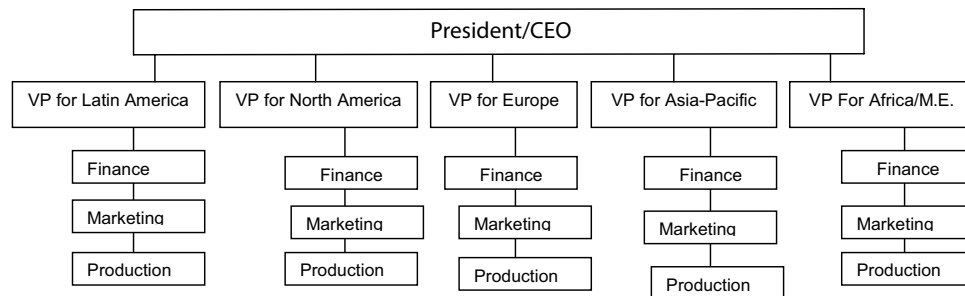 President/CEO
VP for Latin America
VP for North America
VP for Europe
VP for Asia-Pacific
VP For Africa/M.E.
Finance
Marketing
Production
Finance
Marketing
Production
Finance
Marketing
Production
Finance
Marketing
Production
Finance
Marketing
Production